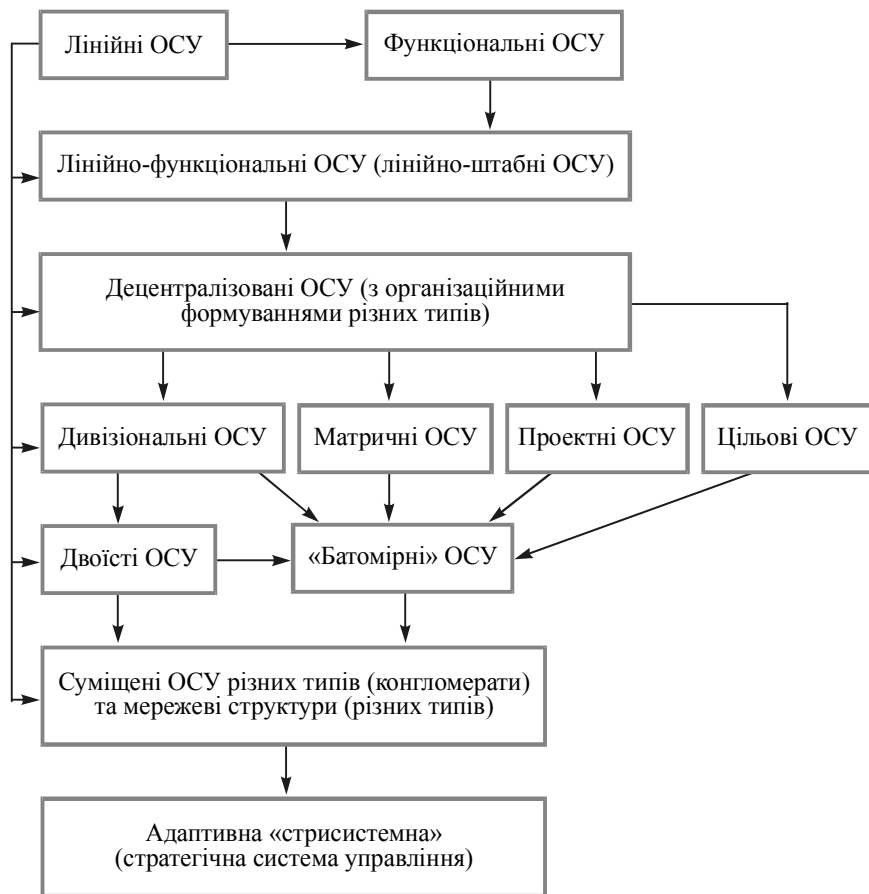 Лінійні ОСУ
Функціональні ОСУ
Лінійно-функціональні ОСУ (лінійно-штабні ОСУ)
Децентралізовані ОСУ (з організаційними
формуваннями різних типів)
Дивізіональні ОСУ
Матричні ОСУ
Проектні ОСУ
Цільові ОСУ
Двоїсті ОСУ
«Батомірні» ОСУ
Суміщені ОСУ різних типів (конгломерати)
та мережеві структури (різних типів)
Адаптивна «стрисистемна»
(стратегічна система управління)